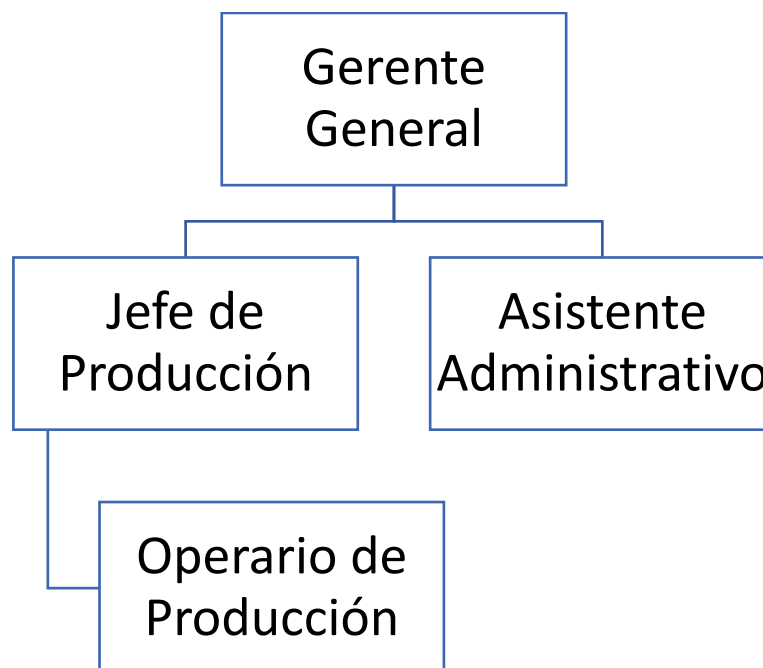 Gerente
General
Jefe de
Producción
Asistente
Administrativo
Operario de
Producción